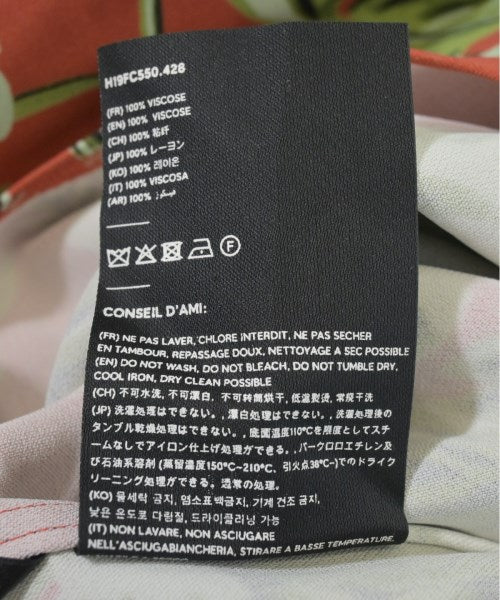 H19FC550.426
(FR) 100% VISCOSE
(EN) 100% VISCOSE
(CH) 100% 粘纤
(JP) 100% レーヨン
(KO) 100% 레이온
(IT) 100% VISCOSA
(AR) 100% فيسكوز
F
CONSEIL D'AMI:
(FR) NE PAS LAVER, CHLORE INTERDIT, NE PAS SECHER
EN TAMBOUR, REPASSAGE DOUX, NETTOYAGE A SEC POSSIBLE
(EN) DO NOT WASH, DO NOT BLEACH, DO NOT TUMBLE DRY,
COOL IRON, DRY CLEAN POSSIBLE
(CH) 不可水洗, 不可漂白, 不可转筒烘干, 低温熨烫, 常规干洗
(JP) 洗濯処理はできない。, 漂白処理はできない。, 洗濯処理後の
タンブル乾燥処理はできない。, 底面温度110℃を限度としてスチ
ームなしでアイロン仕上げ処理ができる。, パークロロエチレン及
び石油系溶剤 (蒸留温度150℃~210℃、引火点38℃~)でのドライク
リーニング処理ができる。通常の処理。
(KO) 물세탁 금지, 염소표백금지, 기계 건조 금지,
낮은 온도로 다림질, 드라이클리닝 가능
(IT) NON LAVARE, NON ASCIUGARE
NELL'ASCIUGABIANCHERIA, STIRARE A BASSE TEMPERATURE,